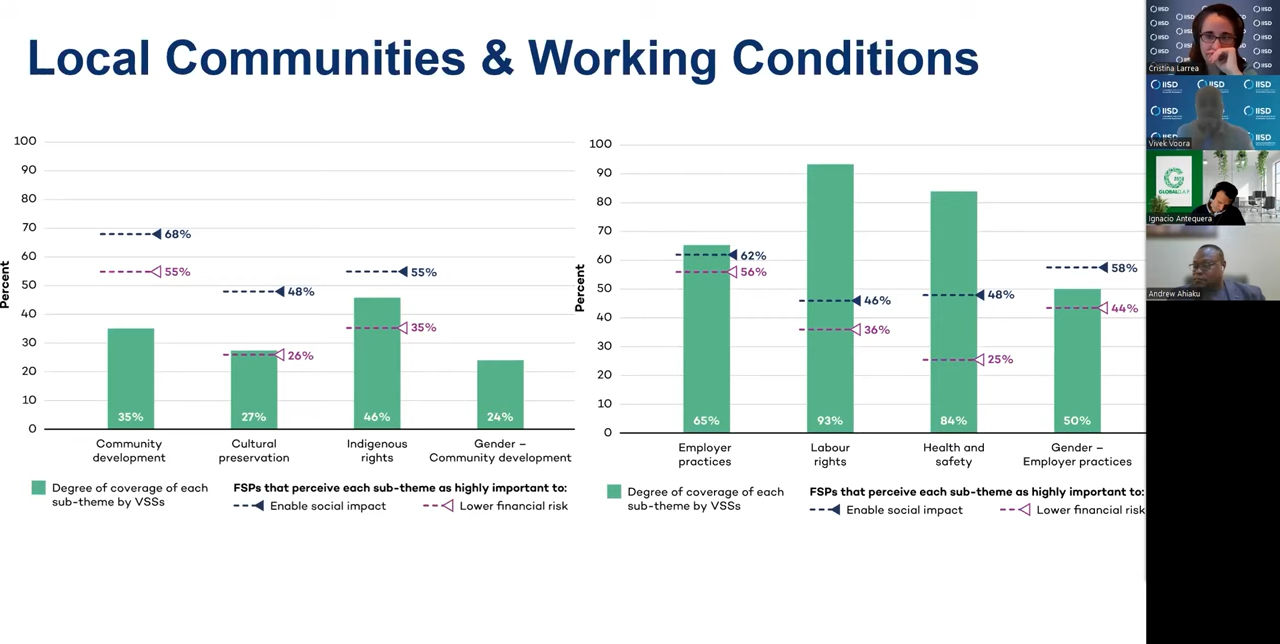 Local Communities & Working Conditions
Percent
100
90
80
70
60
50
40
30
20
10
0
68%
55%
48%
26%
55%
35%
35%
27%
46%
24%
Community
development
Cultural
preservation
Indigenous
rights
Gender –
Community development
Degree of coverage of each
sub-theme by VSSs
FSPs that perceive each sub-theme as highly important to:
Enable social impact
Lower financial risk
Percent
100
90
80
70
60
50
40
30
20
10
0
62%
56%
46%
36%
48%
25%
58%
44%
65%
93%
84%
50%
Employer
practices
Labour
rights
Health and
safety
Gender –
Employer practices
Degree of coverage of each
sub-theme by VSSs
FSPs that perceive each sub-theme as highly important to:
Enable social impact
Lower financial risk
IISD
Cristina Larrea
IISD
IISD
IISD
IISD
Vivek Voora
GLOBALG.A.P.
Ignacio Antequera
Andrew Ahiaku